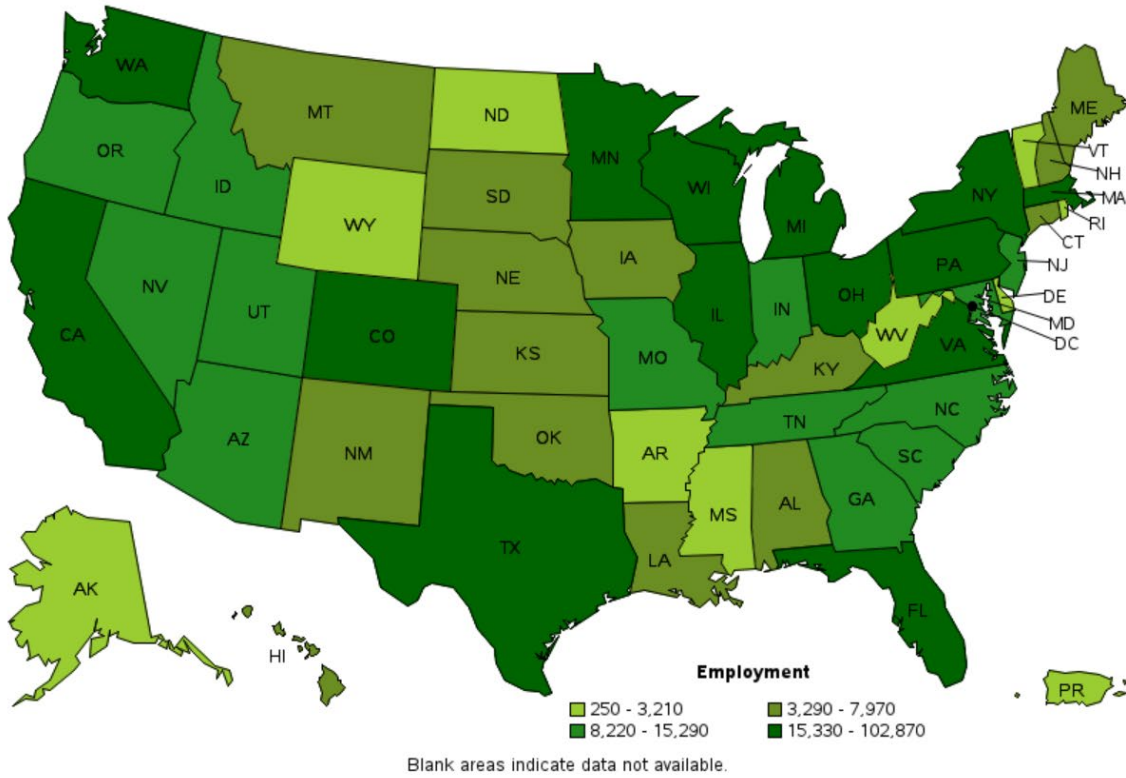 WA
MT
ND
ME
OR
MN
VT
ID
NH
SD
WI
NY
MA
WY
MI
RI
CT
IA
PA
NJ
NE
NV
OH
DE
UT
IN
IL
MD
CA
CO
WV
DC
VA
KS
MO
KY
NC
TN
AZ
OK
NM
AR
SC
MS
AL
GA
TX
LA
AK
FL
HI
PR
Employment
250 - 3,210 3,290 - 7,970
8,220 - 15,290 15,330 - 102,870
Blank areas indicate data not available.